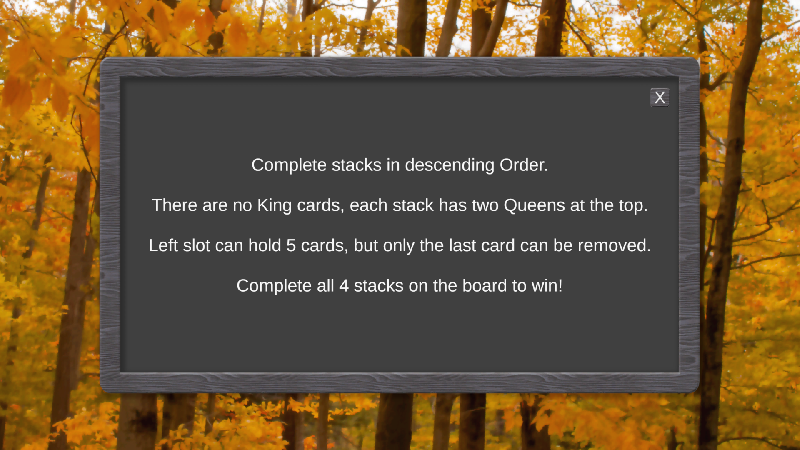 X
Complete stacks in descending Order.
There are no King cards, each stack has two Queens at the top.
Left slot can hold 5 cards, but only the last card can be removed.
Complete all 4 stacks on the board to win!